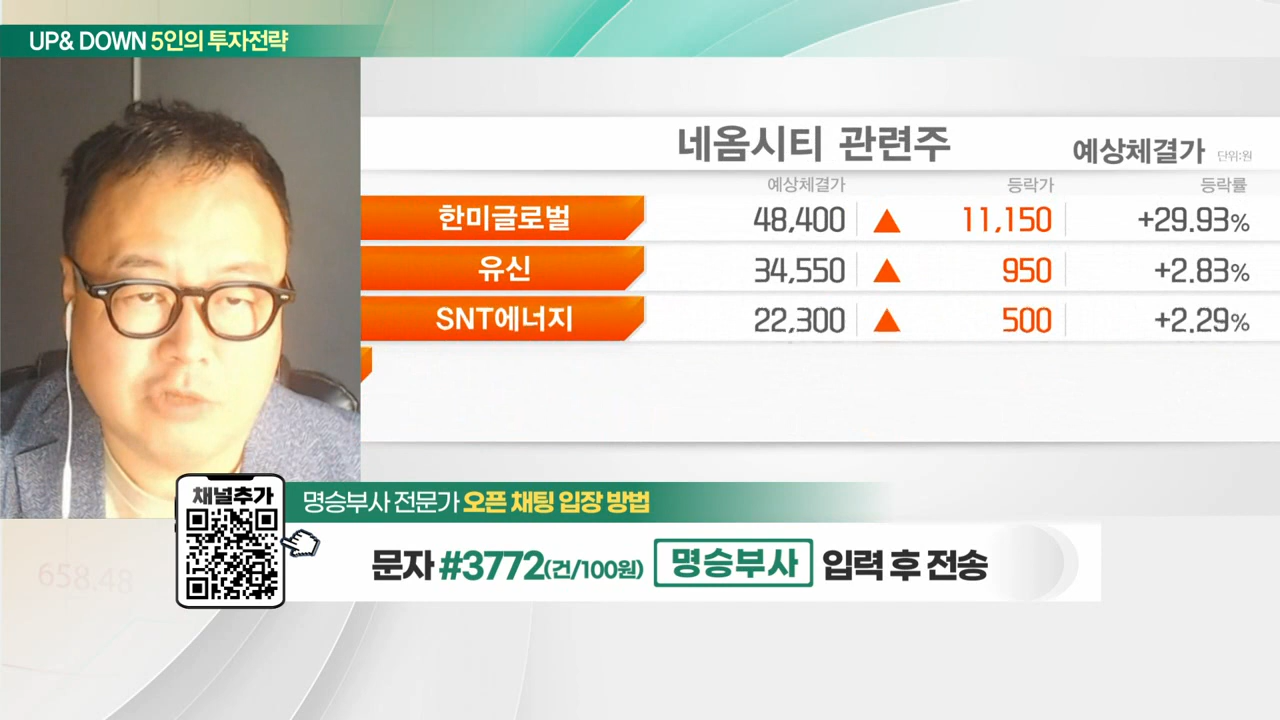 UP& DOWN 5인의 투자전략
네옴시티 관련주 예상체결가 단위:원
예상체결가 등락가 등락률
한미글로벌 48,400 ▲ 11,150 +29.93%
유신 34,550 ▲ 950 +2.83%
SNT에너지 22,300 ▲ 500 +2.29%
채널추가
명승부사 전문가 오픈 채팅 입장 방법
문자 #3772(건/100원) 명승부사 입력 후 전송
658.48